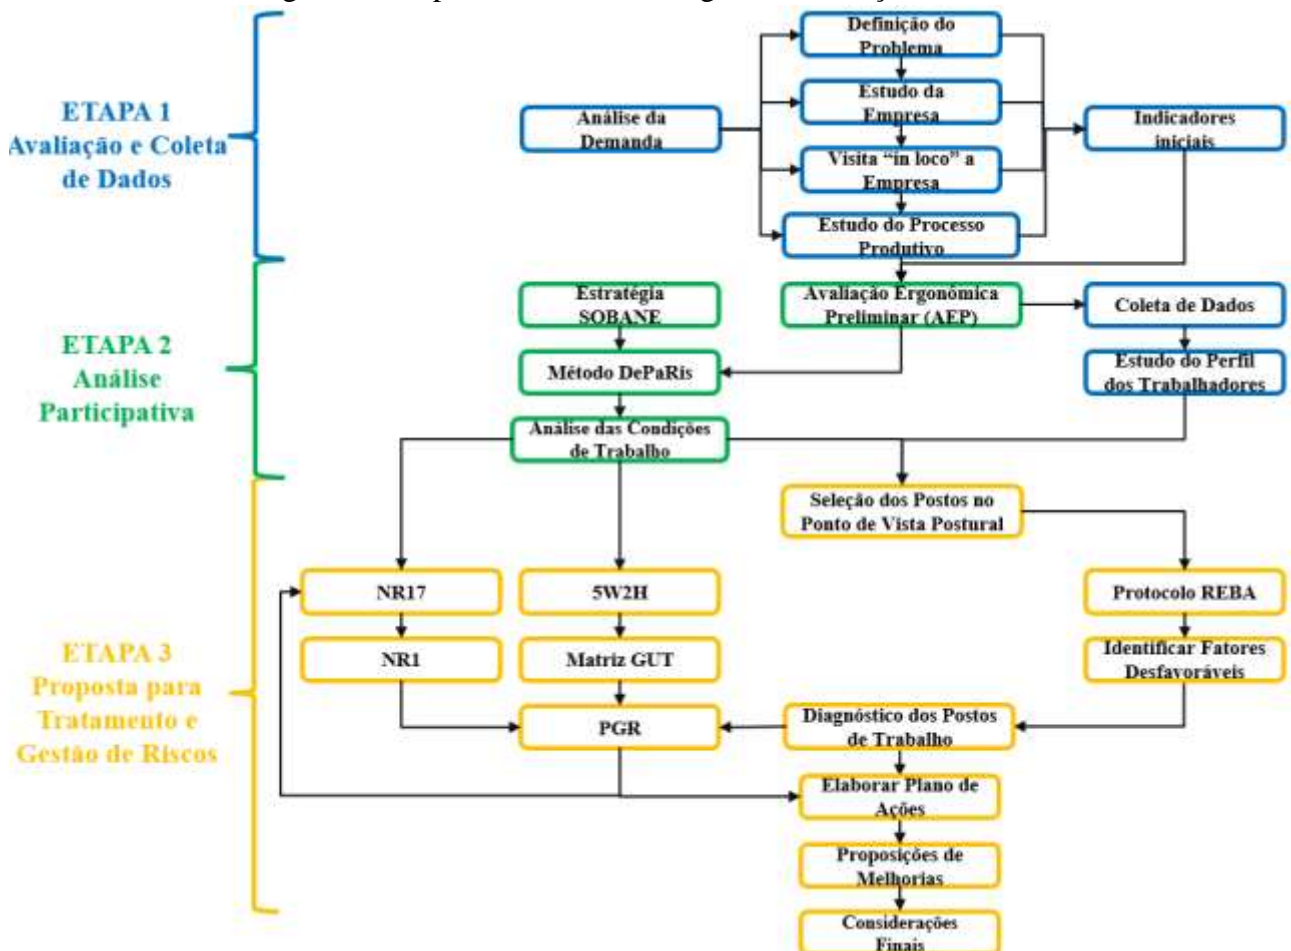 ETAPA 1
Avaliação e Coleta
de Dados
Análise da
Demanda
Definição do
Problema
Estudo da
Empresa
Visita “in loco” a
Empresa
Estudo do Processo
Produtivo
Indicadores
iniciais
ETAPA 2
Análise
Participativa
Estratégia
SOBANE
Avaliação Ergonômica
Preliminar (AEP)
Coleta de Dados
Método DePaRis
Estudo do Perfil
dos Trabalhadores
Análise das Condições
de Trabalho
ETAPA 3
Proposta para
Tratamento e
Gestão de Riscos
Seleção dos Postos no
Ponto de Vista Postural
NR17
5W2H
Protocolo REBA
NR1
Matriz GUT
Identificar Fatores
Desfavoráveis
PGR
Diagnóstico dos Postos
de Trabalho
Elaborar Plano de
Ações
Proposições de
Melhorias
Considerações
Finais